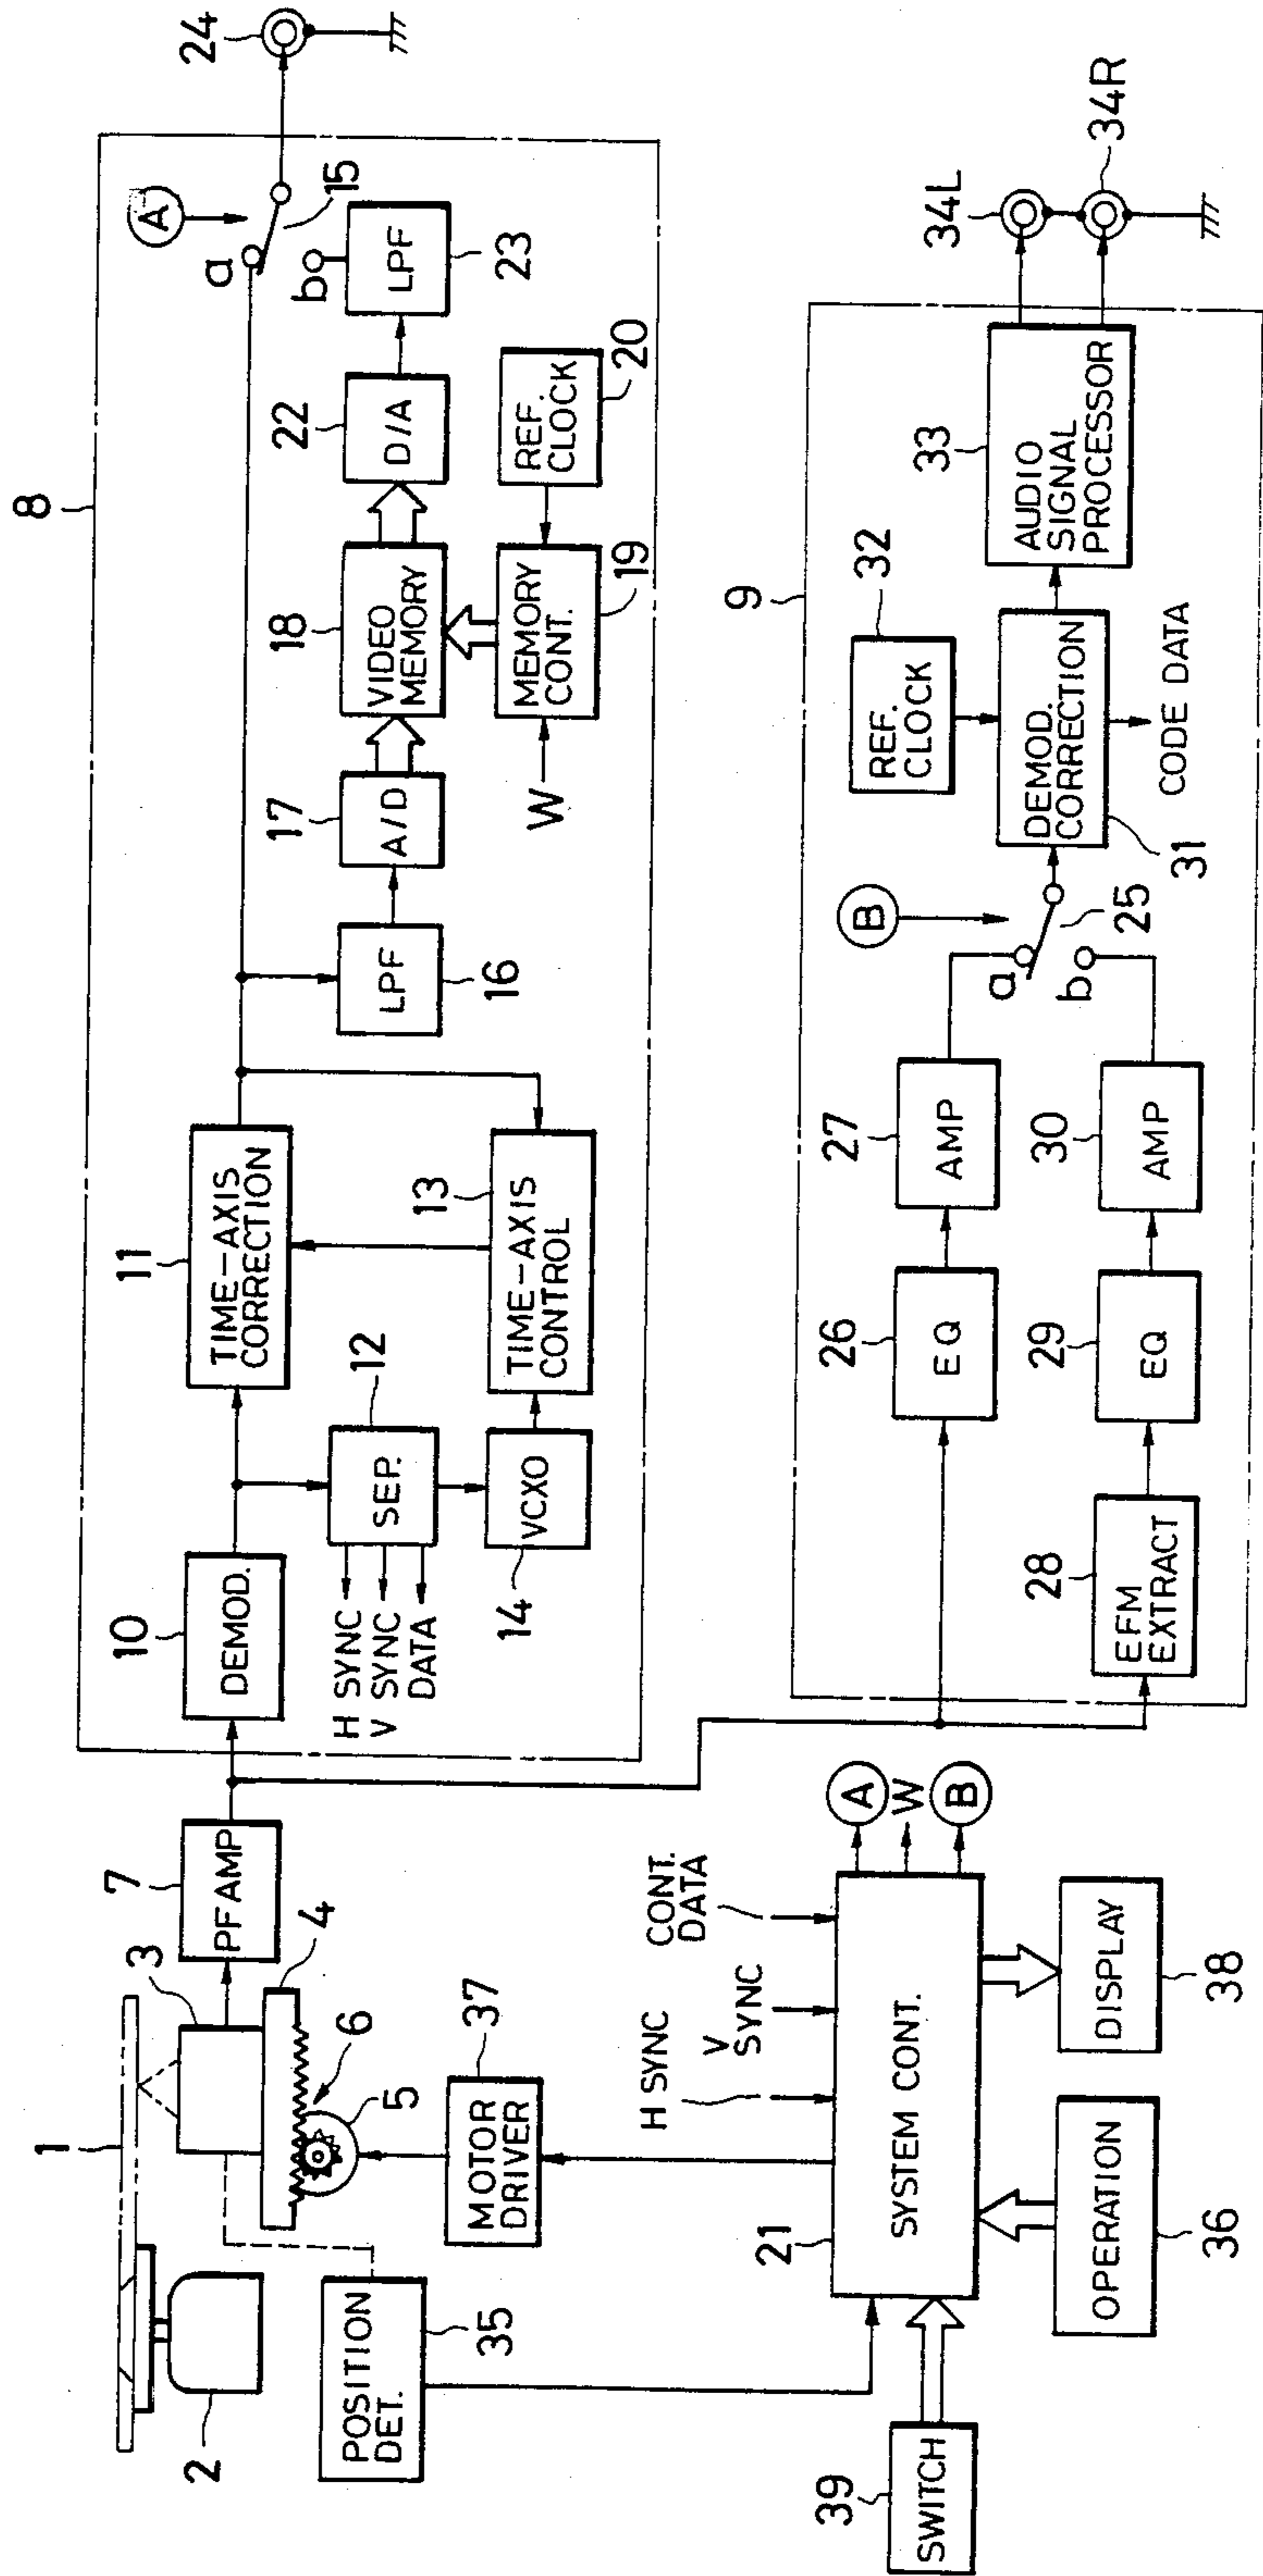 1
2
3
4
5
6
7
PF AMP
8
10
DEMOD.
11
TIME-AXIS
CORRECTION
12
SEP.
H SYNC
V SYNC
DATA
13
TIME-AXIS
CONTROL
14
VCXO
16
LPF
17
A/D
18
VIDEO
MEMORY
W
MEMORY
CONT.
19
REF.
CLOCK
20
22
D/A
LPF
23
a
b
A
15
24
35
POSITION
DET.
37
MOTOR
DRIVER
39
SWITCH
21
SYSTEM CONT.
H SYNC
V
SYNC
CONT.
DATA
A
W
B
OPERATION
36
DISPLAY
38
9
26
EQ
27
AMP
28
EFM
EXTRACT
29
EQ
30
AMP
a
b
B
25
31
DEMOD.
CORRECTION
CODE DATA
32
REF.
CLOCK
33
AUDIO
SIGNAL
PROCESSOR
34L
34R